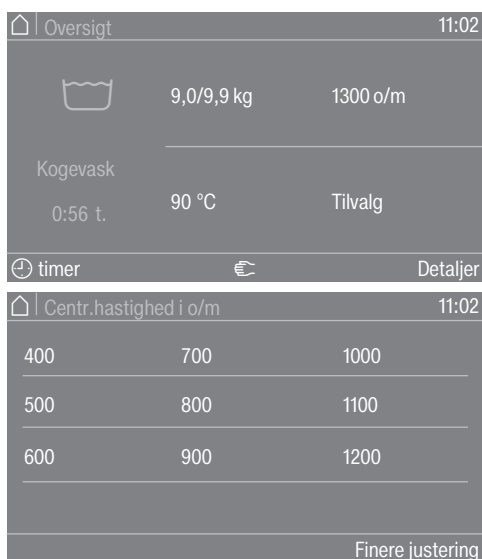 Oversigt 11:02
9,0/9,9 kg 1300 o/m
Kogevask
0:56 t.
90 °C Tilvalg
timer Detaljer
Centr.hastighed i o/m 11:02
400 700 1000
500 800 1100
600 900 1200
Finere justering